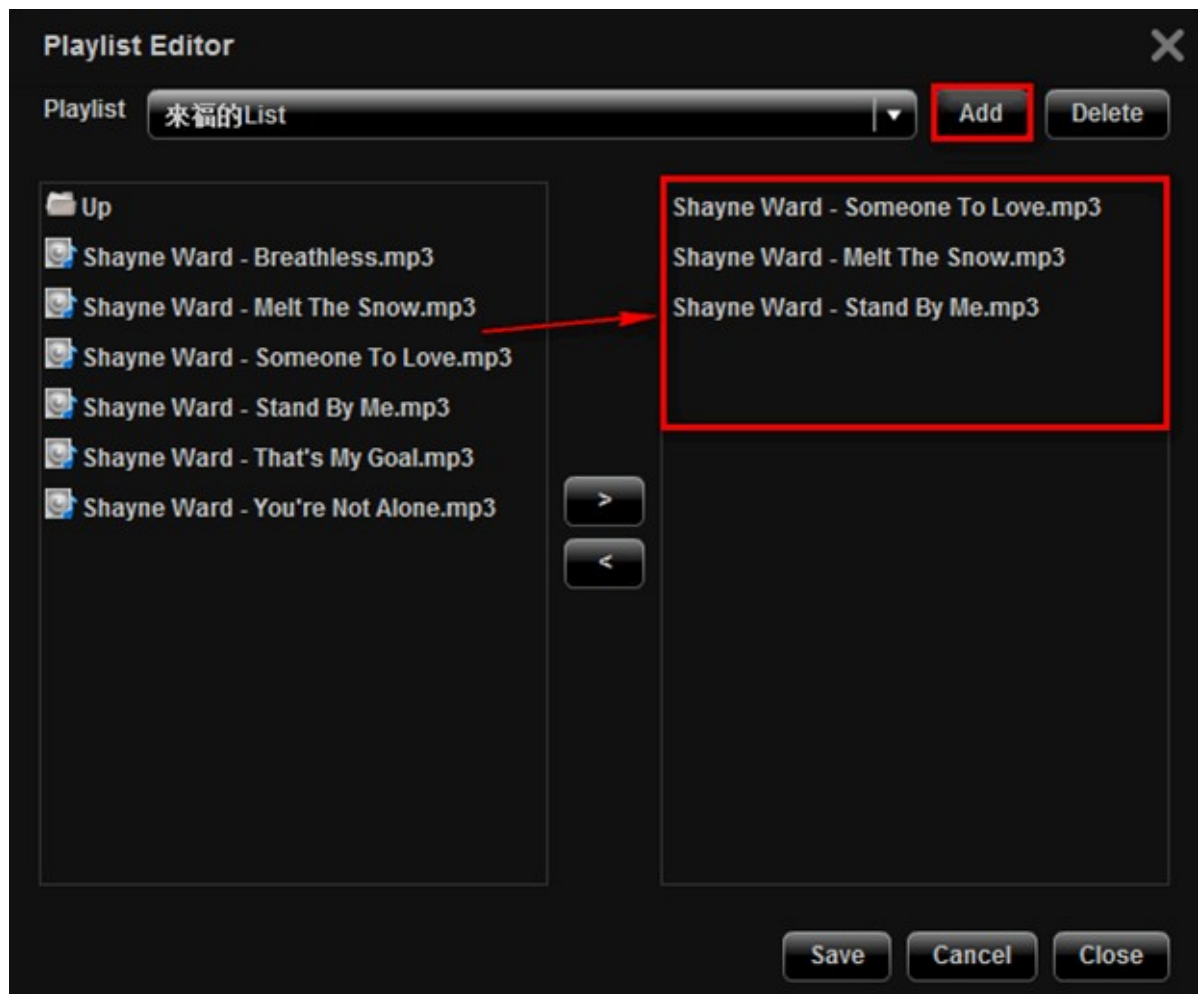 Playlist Editor
Playlist 來福的List Add Delete
Up
Shayne Ward - Breathless.mp3
Shayne Ward - Melt The Snow.mp3
Shayne Ward - Someone To Love.mp3
Shayne Ward - Stand By Me.mp3
Shayne Ward - That's My Goal.mp3
Shayne Ward - You're Not Alone.mp3
>
<
Shayne Ward - Someone To Love.mp3
Shayne Ward - Melt The Snow.mp3
Shayne Ward - Stand By Me.mp3
Save Cancel Close